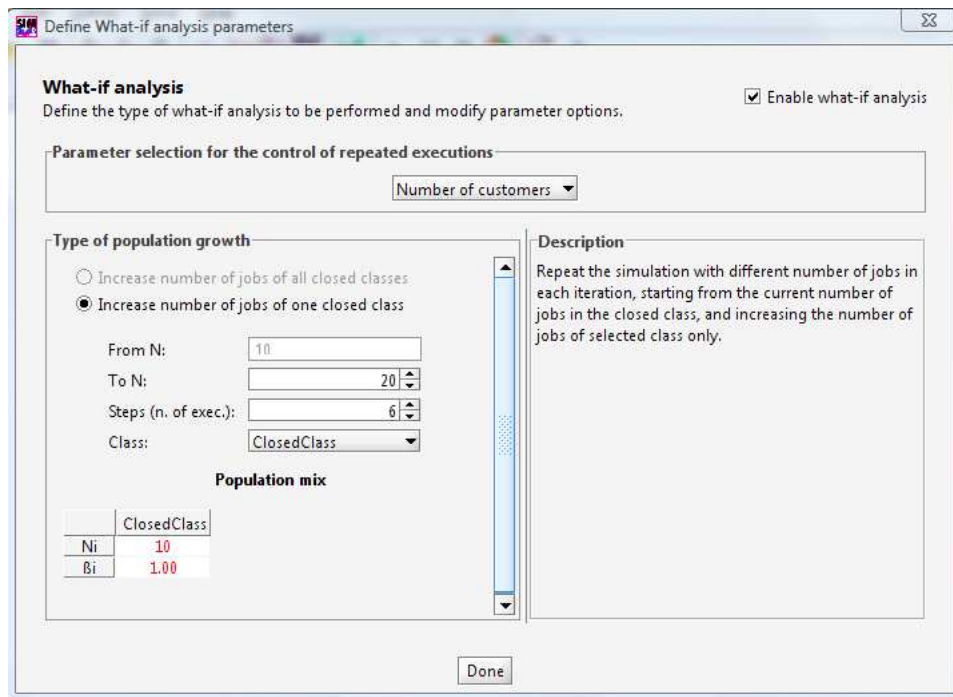 Define What-if analysis parameters
What-if analysis
Define the type of what-if analysis to be performed and modify parameter options.
Enable what-if analysis
Parameter selection for the control of repeated executions
Number of customers
Type of population growth
Increase number of jobs of all closed classes
Increase number of jobs of one closed class
From N: 10
To N: 20
Steps (n. of exec.): 6
Class: ClosedClass
Population mix
ClosedClass
Ni 10
ßi 1.00
Description
Repeat the simulation with different number of jobs in
each iteration, starting from the current number of
jobs in the closed class, and increasing the number of
jobs of selected class only.
Done